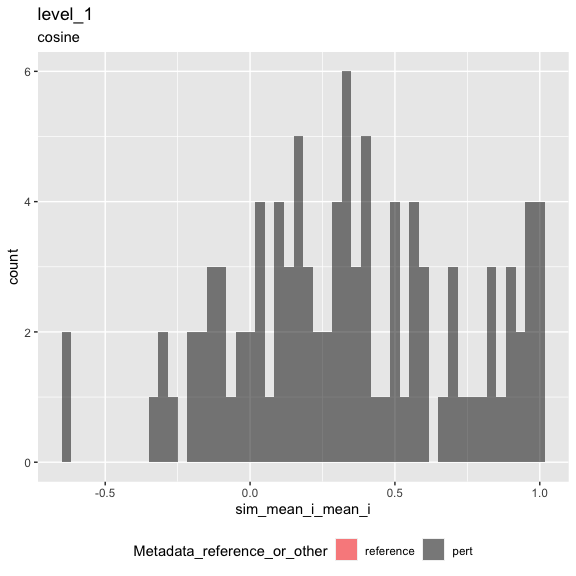 level_1
cosine
6
4
2
0
count
-0.5
0.0
0.5
1.0
sim_mean_i_mean_i
Metadata_reference_or_other reference pert